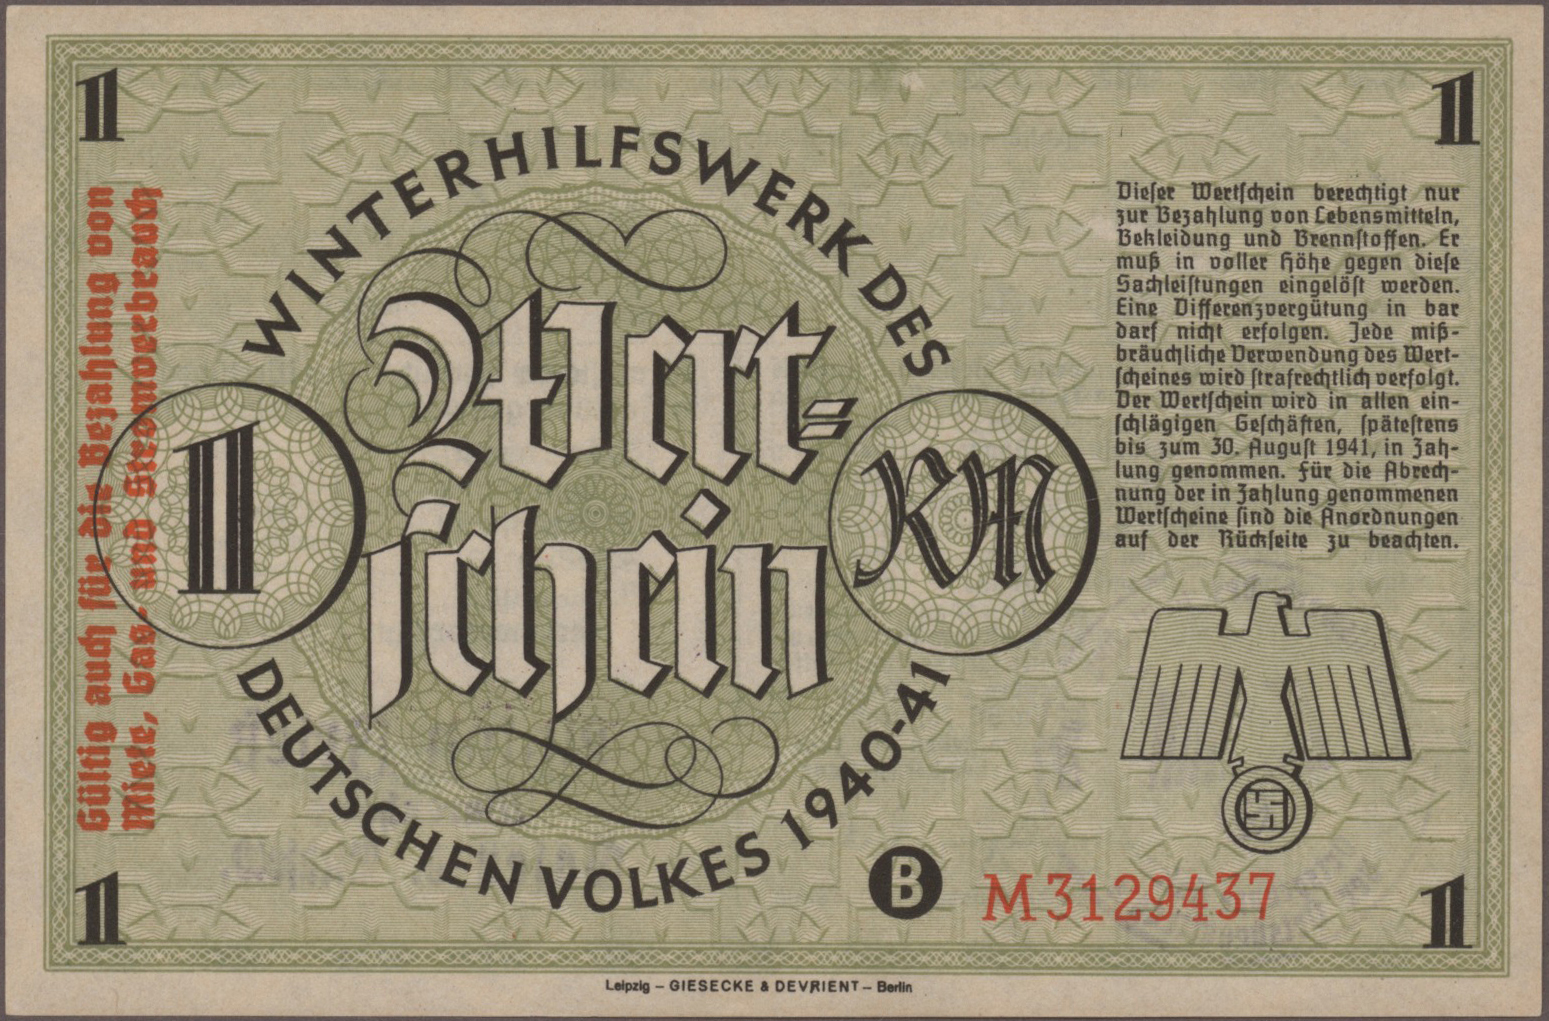 1
1
WINTERHILFSWERK DES
DEUTSCHEN VOLKES 1940-41
Wert-
schein
1
RM
Gültig auch für die Bezahlung von
Miete, Gas- und Stromverbrauch
Dieser Wertschein berechtigt nur
zur Bezahlung von Lebensmitteln,
Bekleidung und Brennstoffen. Er
muß in voller Höhe gegen diese
Sachleistungen eingelöst werden.
Eine Differenzvergütung in bar
darf nicht erfolgen. Jede miß-
bräuchliche Verwendung des Wert-
scheines wird strafrechtlich verfolgt.
Der Wertschein wird in allen ein-
schlägigen Geschäften, spätestens
bis zum 30. August 1941, in Zah-
lung genommen. Für die Abrech-
nung der in Zahlung genommenen
Wertscheine sind die Anordnungen
auf der Rückseite zu beachten.
B
M3129437
1
1
Leipzig – GIESECKE & DEVRIENT – Berlin